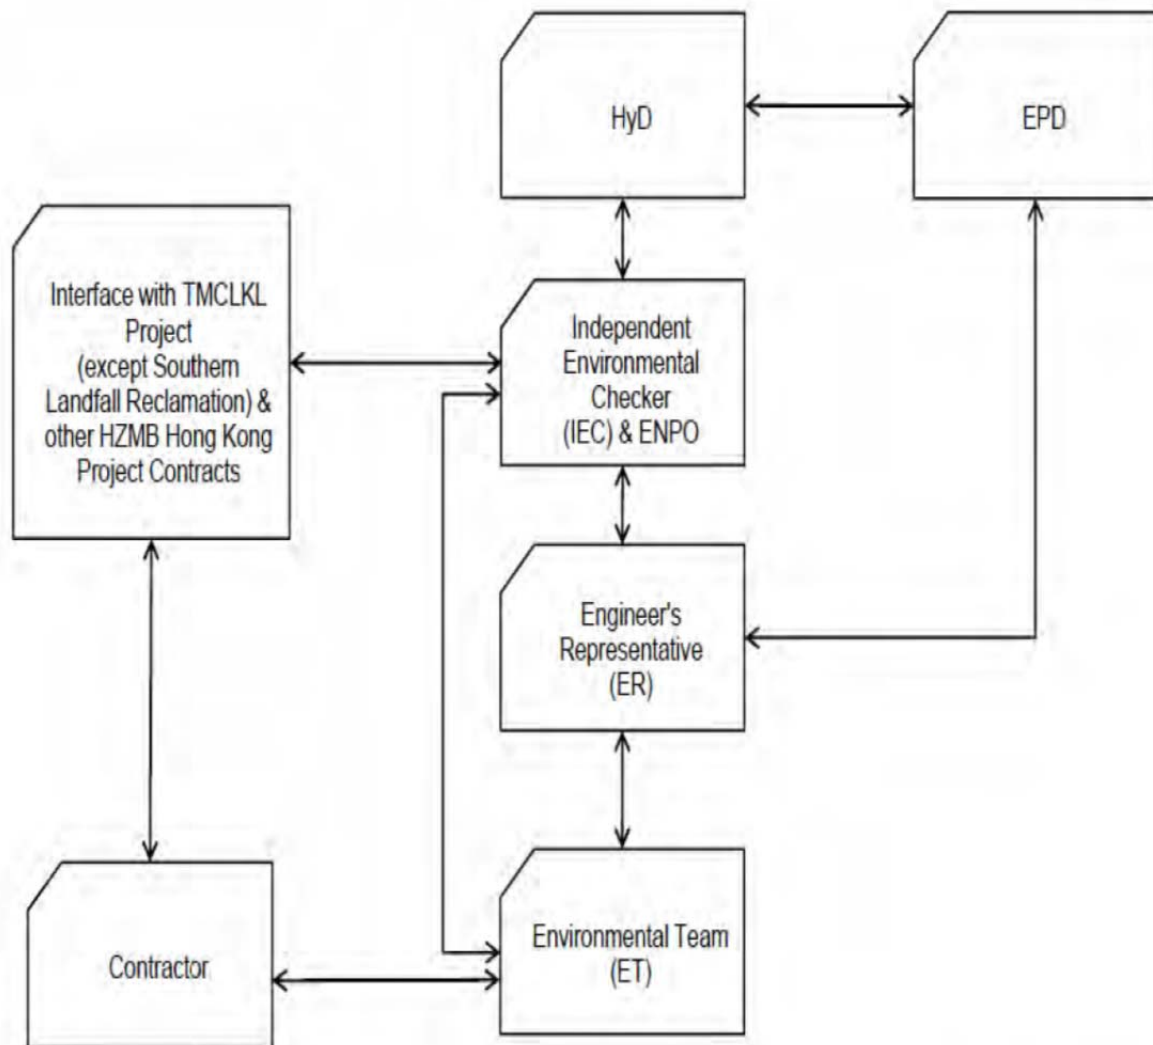 HyD
EPD
Interface with TMCLKL
Project
(except Southern
Landfall Reclamation) &
other HZMB Hong Kong
Project Contracts
Independent
Environmental
Checker
(IEC) & ENPO
Engineer's
Representative
(ER)
Contractor
Environmental Team
(ET)